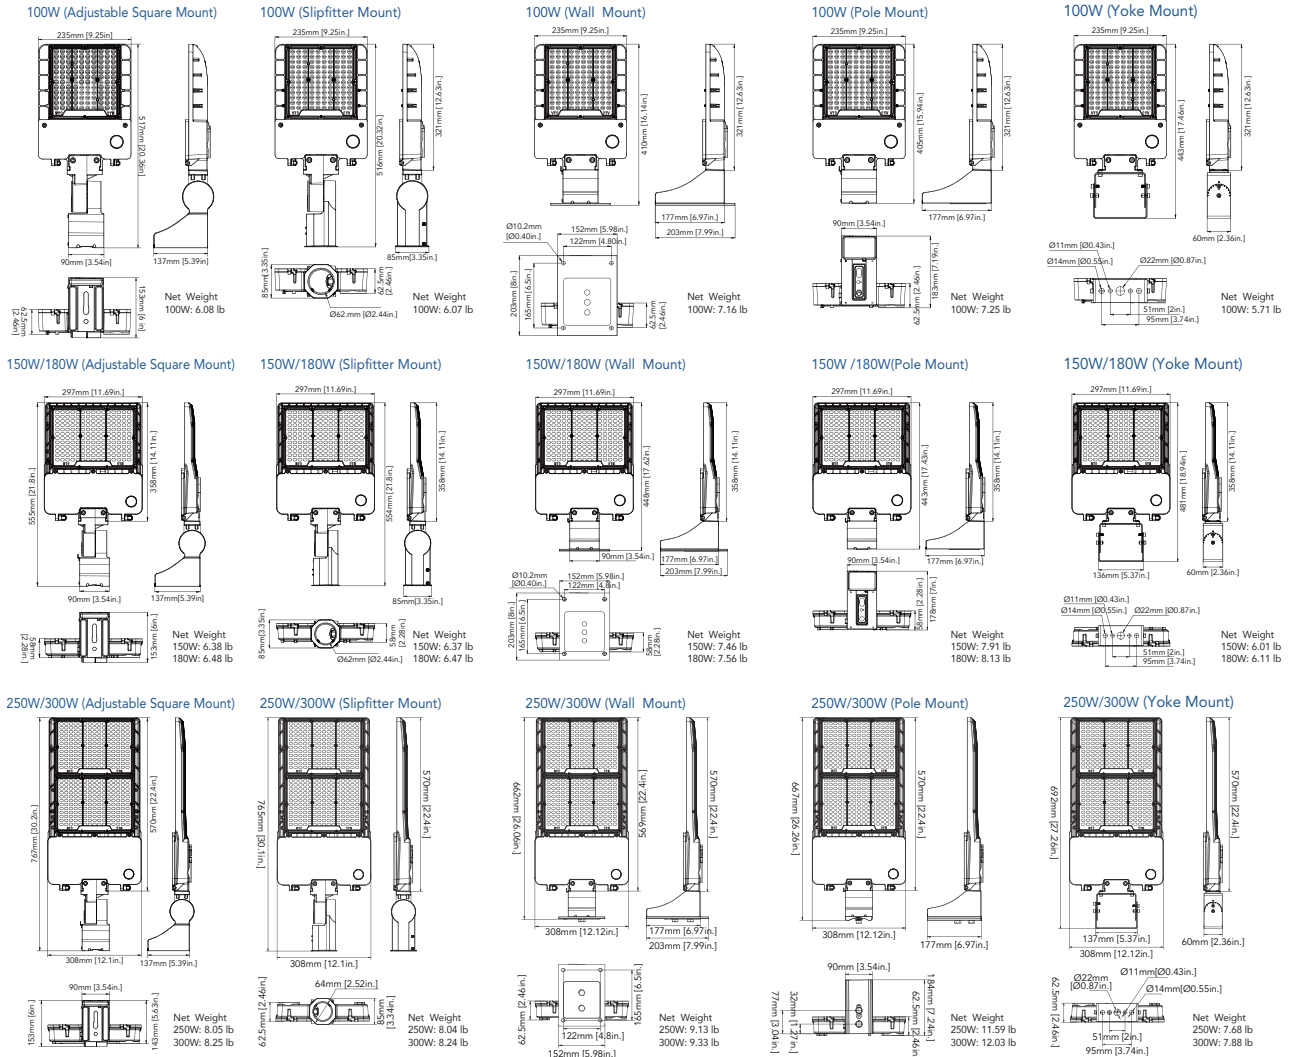 100W (Adjustable Square Mount)
235mm [9.25in]
517mm [20.36in]
321mm [12.63in.]
90mm [3.54in]
137mm [5.39in]
153mm [6 in]
62.5mm [2.46in]
Net Weight
100W: 6.08 lb
100W (Slipfitter Mount)
235mm [9.25in.]
516mm [20.32in]
321mm [12.63in.]
85mm[3.35in.]
85mm[3.35in.]
62.5mm [2.46in.]
Ø62.mm [Ø2.44in.]
Net Weight
100W: 6.07 lb
100W (Wall Mount)
235mm [9.25in.]
410mm [16.14in.]
321mm [12.63in.]
177mm [6.97in.]
203mm [7.99in.]
Ø10.2mm
[Ø0.40in.]
152mm [5.98in.]
122mm [4.80in.]
203mm [8in.]
165mm [6.5in.]
62.5mm [2.46in.]
Net Weight
100W: 7.16 lb
100W (Pole Mount)
235mm [9.25in.]
405mm [15.94in.]
321mm [12.63in.]
177mm [6.97in.]
90mm [3.54in.]
62.5mm [2.46in.]
183mm [7.19in.]
Net Weight
100W: 7.25 lb
100W (Yoke Mount)
235mm [9.25in.]
443mm [17.46in.]
321mm [12.63in.]
60mm [2.36in.]
Ø11mm [Ø0.43in.]
Ø14mm [Ø0.55in.]
Ø22mm [Ø0.87in.]
51mm [2in.]
95mm [3.74in.]
Net Weight
100W: 5.71 lb
150W/180W (Adjustable Square Mount)
297mm [11.69in.]
555mm [21.8in.]
358mm [14.11in.]
90mm [3.54in.]
137mm[5.39in]
58mm [2.28in.]
153mm [6in.]
Net Weight
150W: 6.38 lb
180W: 6.48 lb
150W/180W (Slipfitter Mount)
297mm [11.69in.]
554mm [21.8in.]
358mm [14.11in.]
85mm[3.35in.]
85mm[3.35in.]
58mm [2.28in.]
Ø62mm [Ø2.44in.]
Net Weight
150W: 6.37 lb
180W: 6.47 lb
150W/180W (Wall Mount)
297mm [11.69in.]
448mm [17.62in.]
358mm [14.11in.]
90mm [3.54in.]
177mm [6.97in.]
203mm [7.99in.]
Ø10.2mm
[Ø0.40in.]
152mm [5.98in.]
122mm [4.8in.]
203mm [8in.]
165mm [6.5in.]
58mm [2.28in.]
Net Weight
150W: 7.46 lb
180W: 7.56 lb
150W /180W(Pole Mount)
297mm [11.69in.]
443mm [17.43in]
358mm [14.11in.]
90mm [3.54in.]
177mm [6.97in.]
58mm [2.28in.]
178mm [7in.]
Net Weight
150W: 7.91 lb
180W: 8.13 lb
150W/180W (Yoke Mount)
297mm [11.69in.]
481mm [18.94in.]
358mm [14.11in.]
136mm [5.37in.]
60mm [2.36in.]
Ø11mm [Ø0.43in.]
Ø14mm [Ø0.55in.]
Ø22mm [Ø0.87in.]
51mm [2in.]
95mm [3.74in.]
Net Weight
150W: 6.01 lb
180W: 6.11 lb
250W/300W (Adjustable Square Mount)
767mm [30.2in.]
570mm [22.4in]
308mm [12.1in.]
137mm [5.39in.]
90mm [3.54in.]
153mm [6in.]
143mm [5.63in.]
Net Weight
250W: 8.05 lb
300W: 8.25 lb
250W/300W (Slipfitter Mount)
765mm [30.1in.]
570mm [22.4in.]
308mm [12.1in.]
64mm [2.52in.]
62.5mm [2.46in.]
85mm [3.34in.]
Net Weight
250W: 8.04 lb
300W: 8.24 lb
250W/300W (Wall Mount)
662mm [26.06in.]
569mm [22.4in.]
570mm [22.4in.]
308mm [12.12in.]
177mm [6.97in.]
203mm [7.99in.]
62.5mm [2.46in.]
165mm [6.5in.]
122mm [4.8in.]
152mm [5.98in.]
Net Weight
250W: 9.13 lb
300W: 9.33 lb
250W/300W (Pole Mount)
667mm [26.26in.]
570mm [22.4in.]
308mm [12.12in.]
177mm [6.97in.]
90mm [3.54in.]
77mm [3.04in.]
32mm [1.27in.]
62.5mm [2.46in
184mm [7.24in.]
Net Weight
250W: 11.59 lb
300W: 12.03 lb
250W/300W (Yoke Mount)
692mm [27.26in.]
570mm [22.4in.]
137mm [5.37in.]
308mm [12.12in.]
60mm [2.36in.]
Ø22mm
[Ø0.87in.]
Ø11mm[Ø0.43in.]
Ø14mm[Ø0.55in.]
62.5mm [2.46in.]
51mm [2in.]
95mm [3.74in.]
Net Weight
250W: 7.68 lb
300W: 7.88 lb